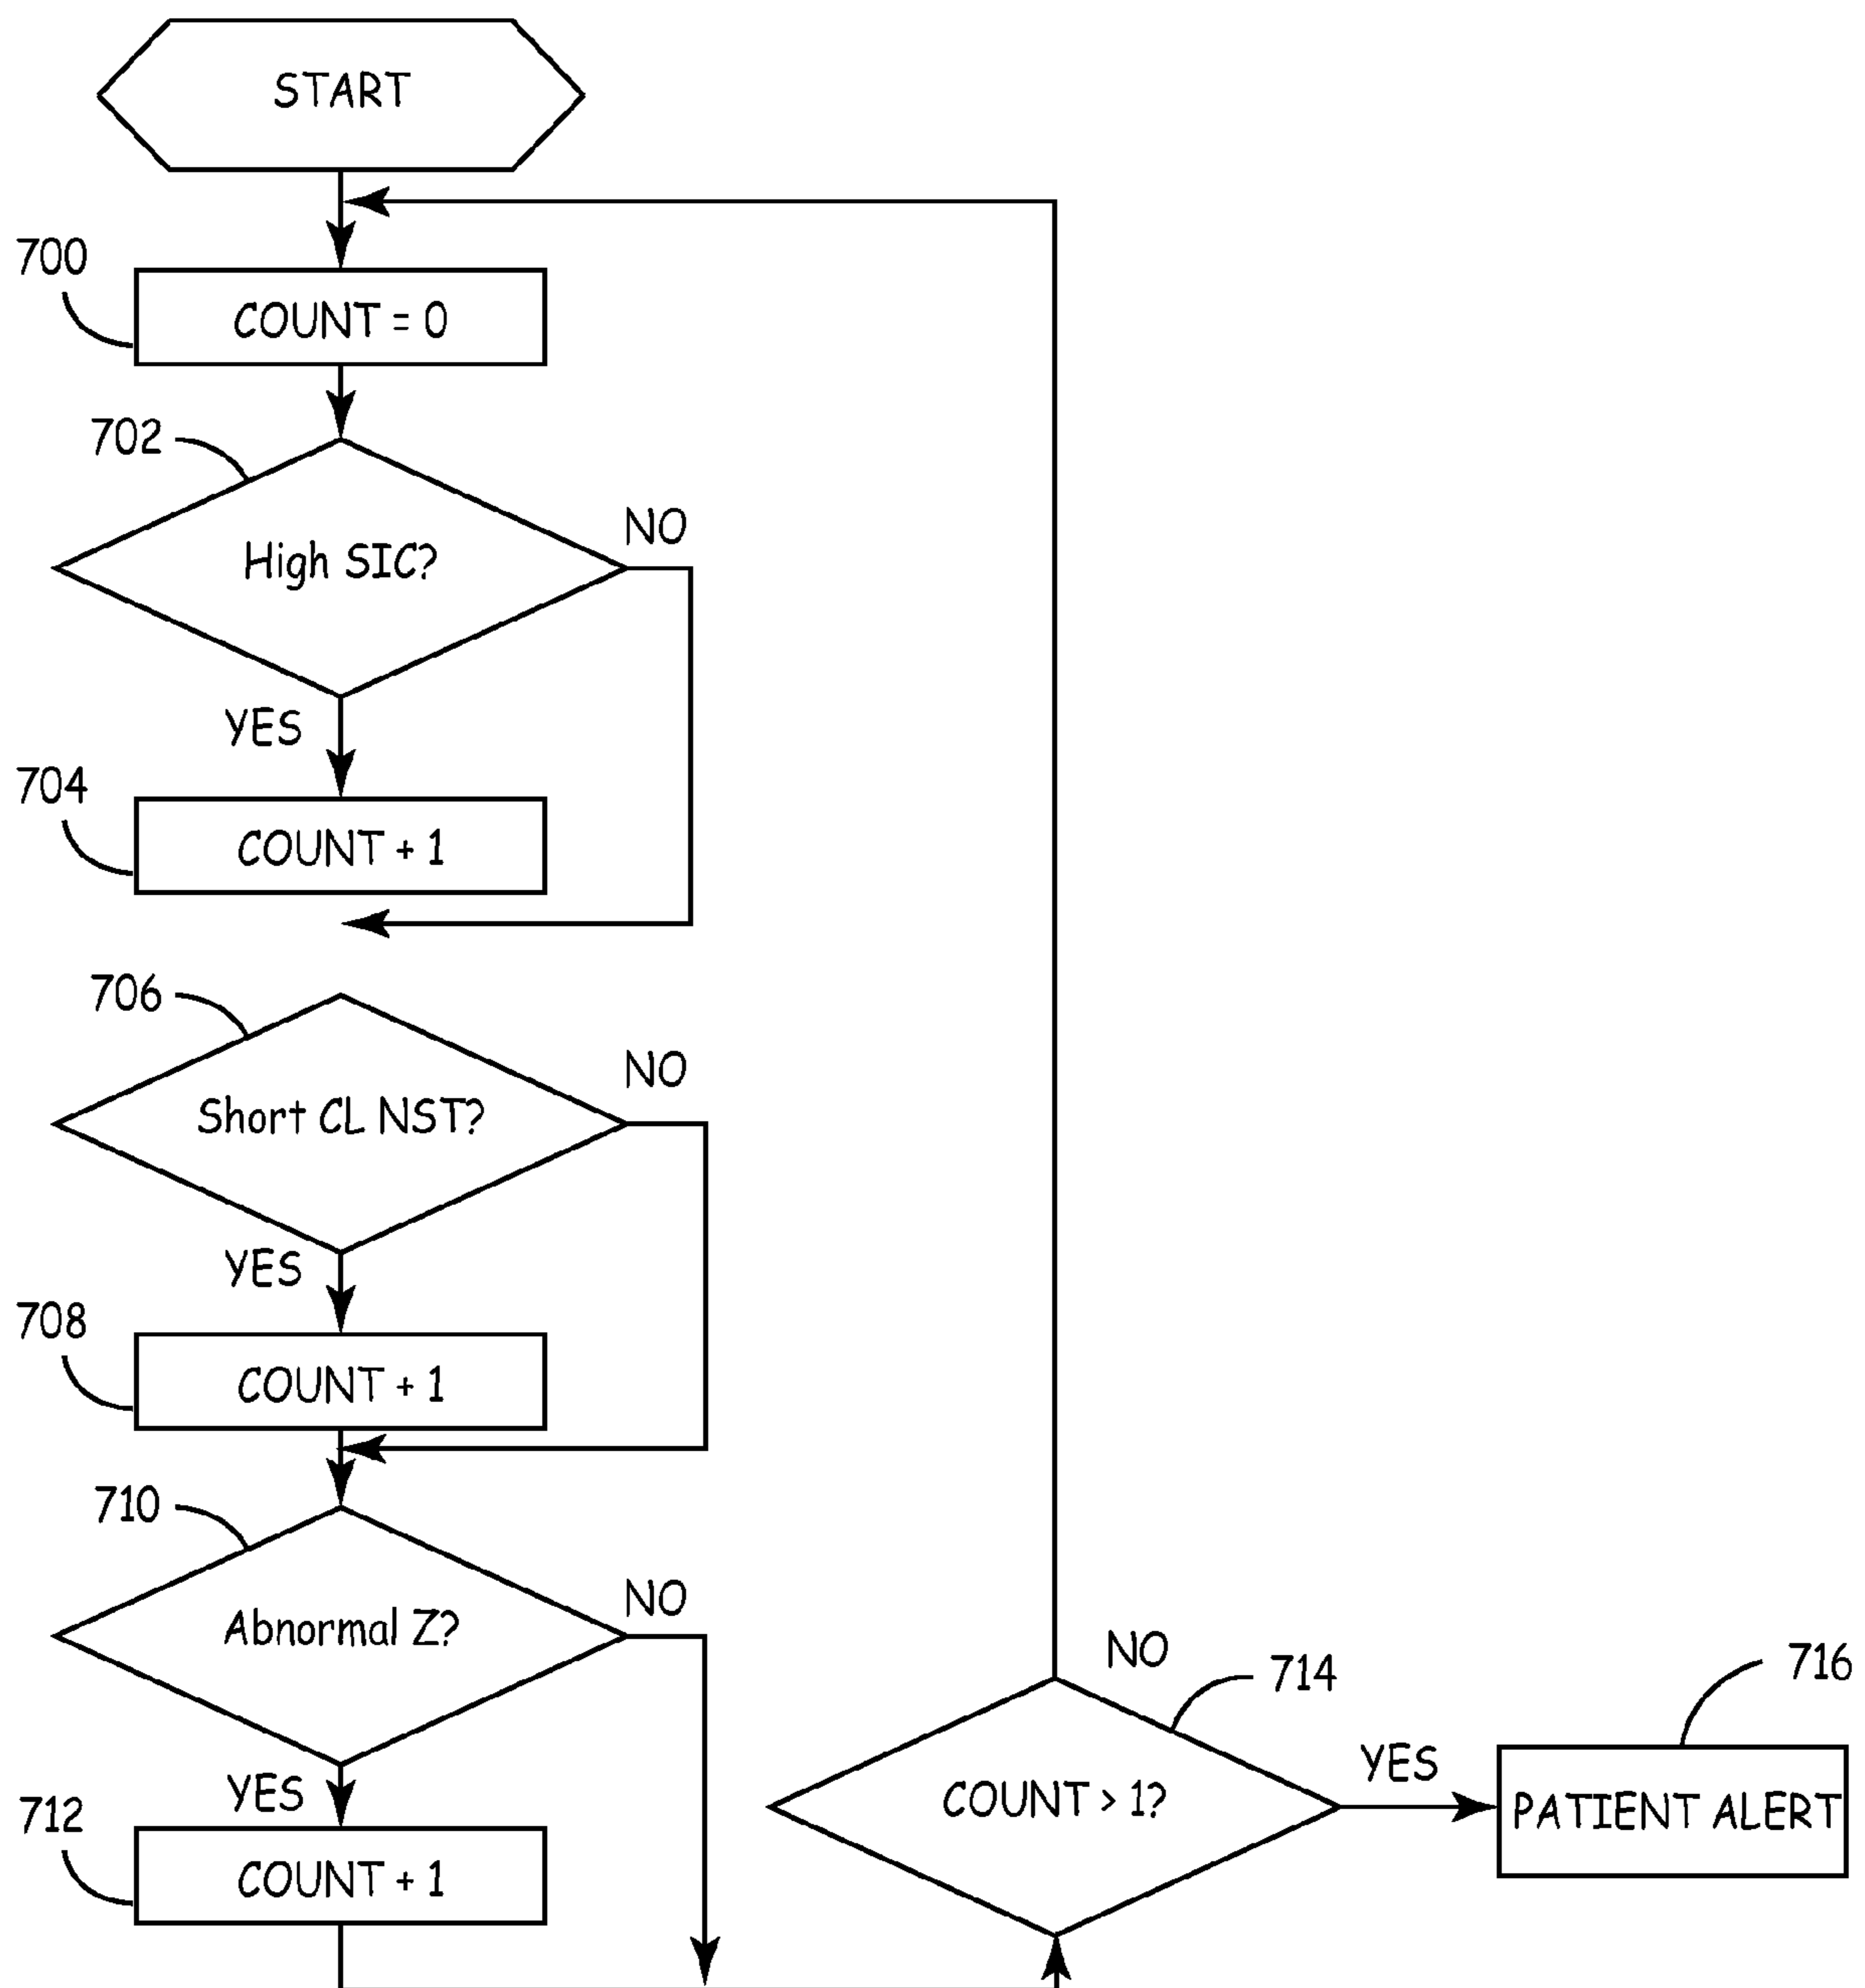 START
700
COUNT = 0
702
High SIC?
NO
YES
704
COUNT + 1
706
Short CL NST?
NO
YES
708
COUNT + 1
710
Abnormal Z?
NO
YES
712
COUNT + 1
NO
714
COUNT > 1?
YES
716
PATIENT ALERT